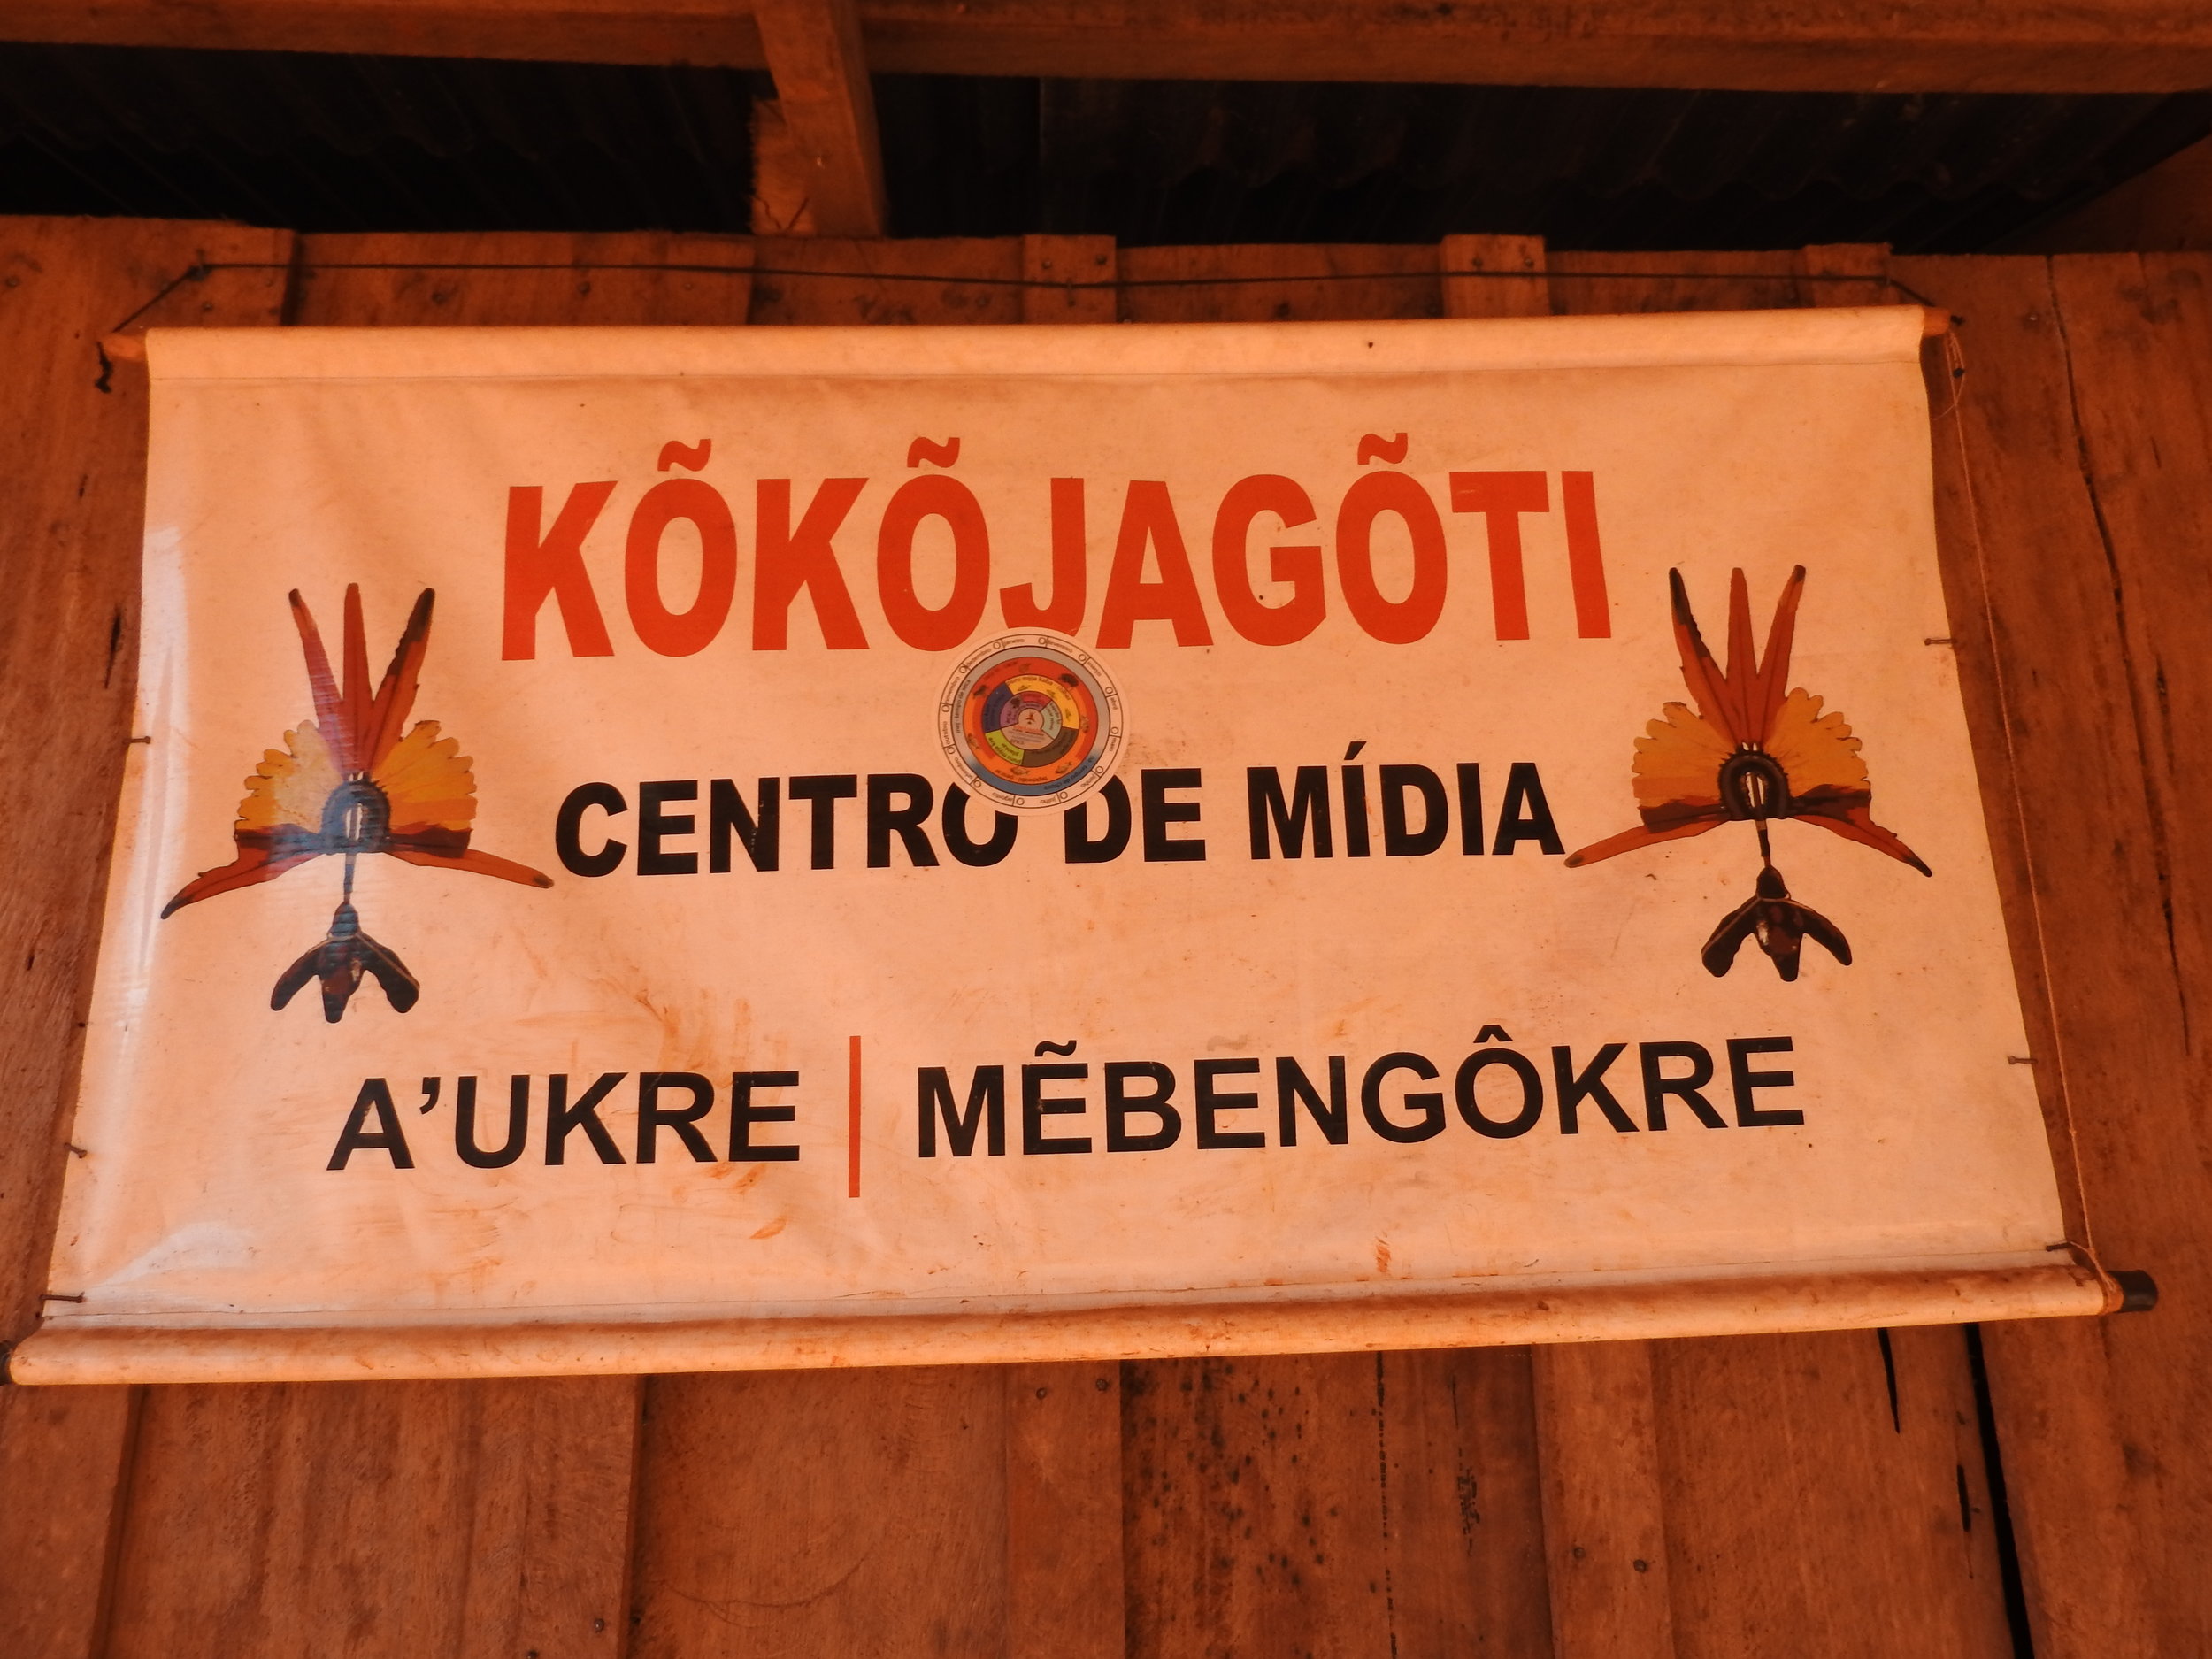 KÕKÕJAGÕTI
CENTRO DE MÍDIA
A'UKRE | MẼBENGÔKRE